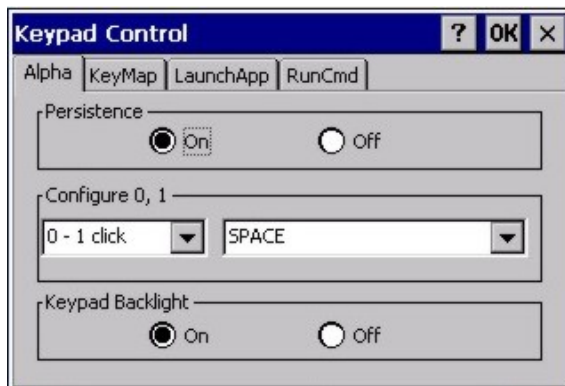 Keypad Control ? OK ×
Alpha KeyMap LaunchApp RunCmd
Persistence
On Off
Configure 0, 1
0 - 1 click SPACE
Keypad Backlight
On Off